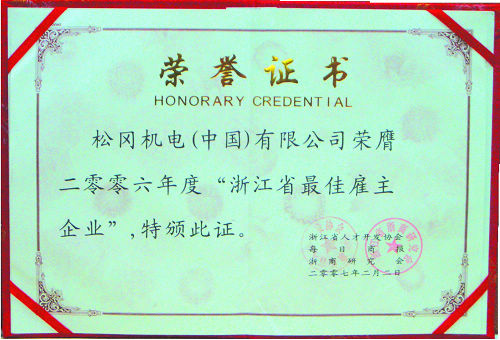 荣誉证书
HONORARY CREDENTIAL
松冈机电(中国)有限公司荣膺
二零零六年度“浙江省最佳雇主
企业”,特颁此证。
浙江省人才开发协会
每日商报
浙商研究会
二零零七年二月二日